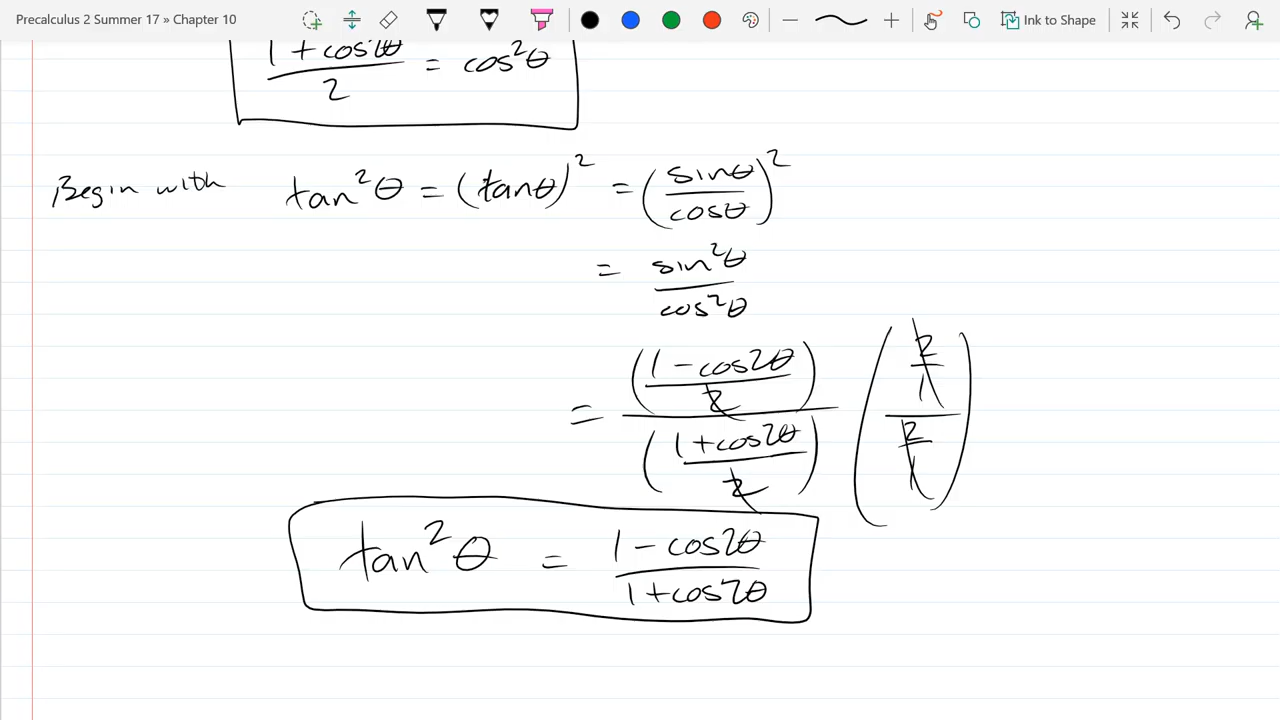 Precalculus 2 Summer 17 » Chapter 10
Ink to Shape
(1 + cos2θ)/2 = cos²θ
Begin with tan²θ = (tanθ)² = (sinθ/cosθ)²
= sin²θ/cos²θ
= ((1 - cos2θ)/2)/((1 + cos2θ)/2) ((2/1)/(2/1))
tan²θ = (1 - cos2θ)/(1 + cos2θ)